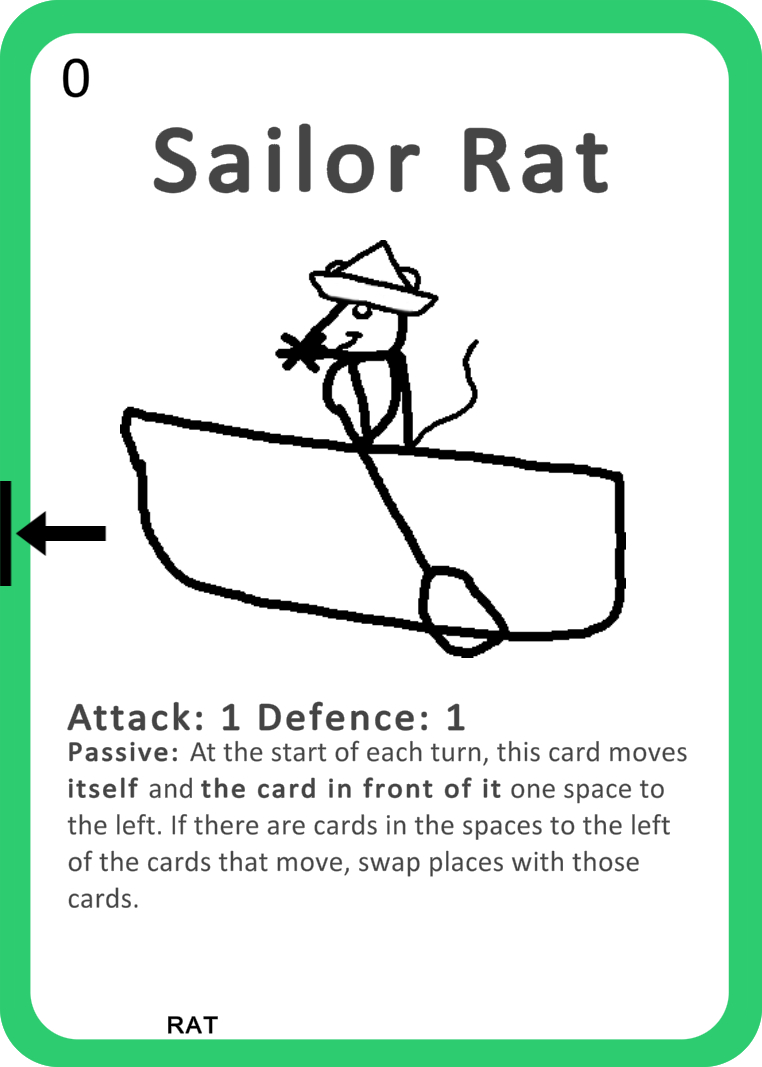 0
Sailor Rat
Attack: 1 Defence: 1
Passive: At the start of each turn, this card moves
itself and the card in front of it one space to
the left. If there are cards in the spaces to the left
of the cards that move, swap places with those
cards.
RAT